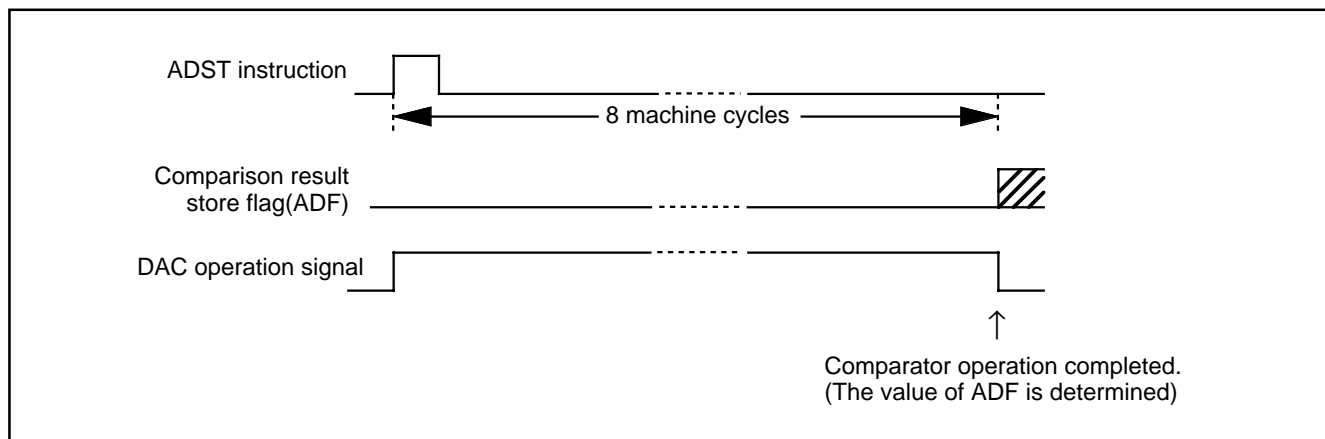 ADST instruction
8 machine cycles
Comparison result
store flag(ADF)
DAC operation signal
Comparator operation completed.
(The value of ADF is determined)